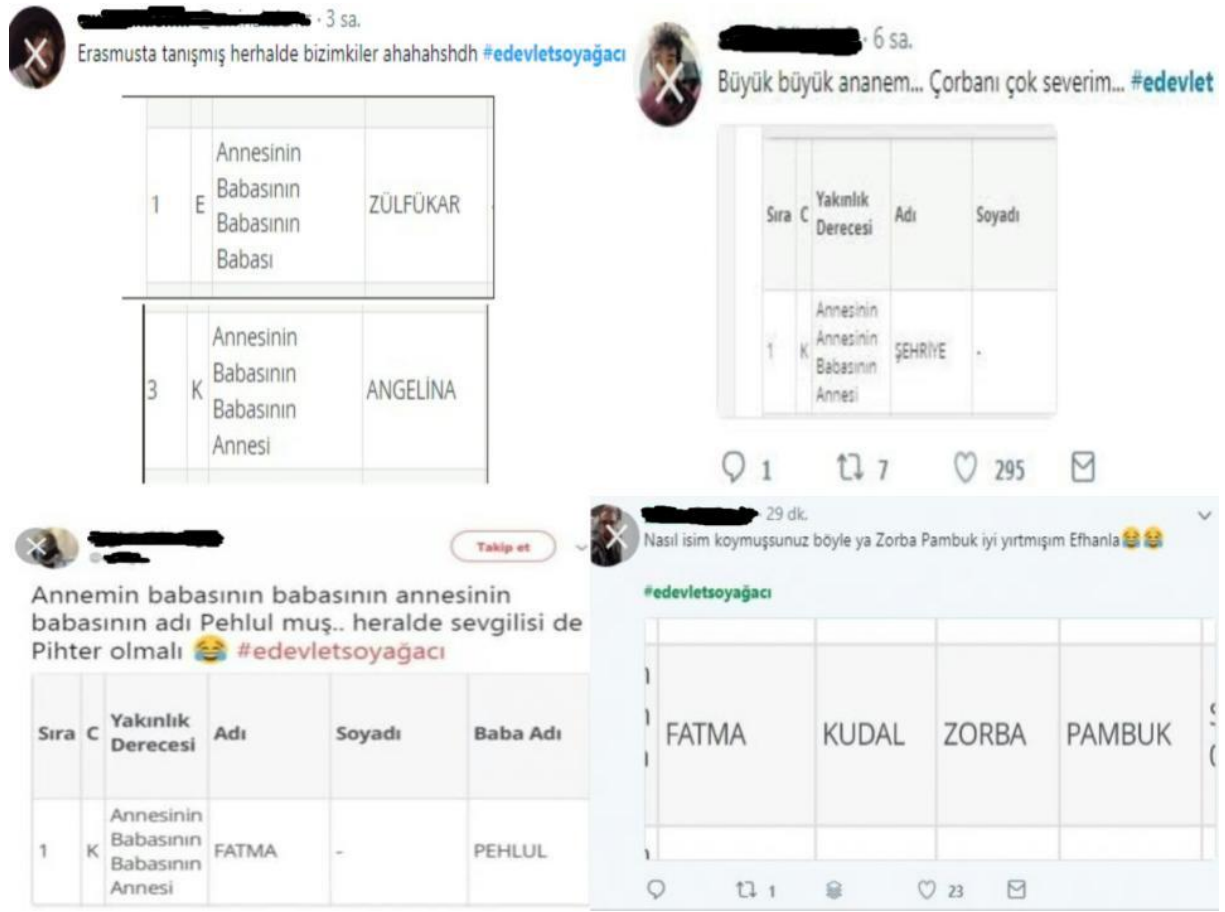 3 sa.
Erasmusta tanışmış herhalde bizimkiler ahahahshdh #edevletsoyağacı
1 E Annesinin Babasının Babasının Babası ZÜLFÜKAR
3 K Annesinin Babasının Babasının Annesi ANGELİNA
6 sa.
Büyük büyük ananem... Çorbanı çok severim... #edevlet
Sıra C Yakınlık Derecesi Adı Soyadı
1 K Annesinin Annesinin Babasının Annesi ŞEHRİYE -
1 7 295
Takip et
Annemin babasının babasının annesinin
babasının adı Pehlul muş.. heralde sevgilisi de
Pihter olmalı 😂 #edevletsoyağacı
Sıra C Yakınlık Derecesi Adı Soyadı Baba Adı
1 K Annesinin Babasının Babasının Annesi FATMA - PEHLUL
29 dk.
Nasıl isim koymuşsunuz böyle ya Zorba Pambuk iyi yırtmışım Efhanla😂😂
#edevletsoyağacı
FATMA KUDAL ZORBA PAMBUK
1 23